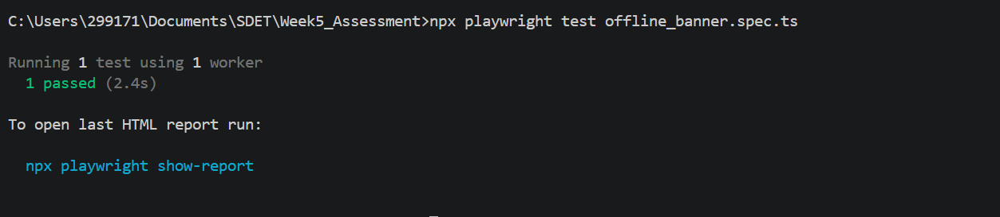 C:\Users\299171\Documents\SDET\Week5_Assessment>npx playwright test offline_banner.spec.ts
Running 1 test using 1 worker
1 passed (2.4s)
To open last HTML report run:
npx playwright show-report